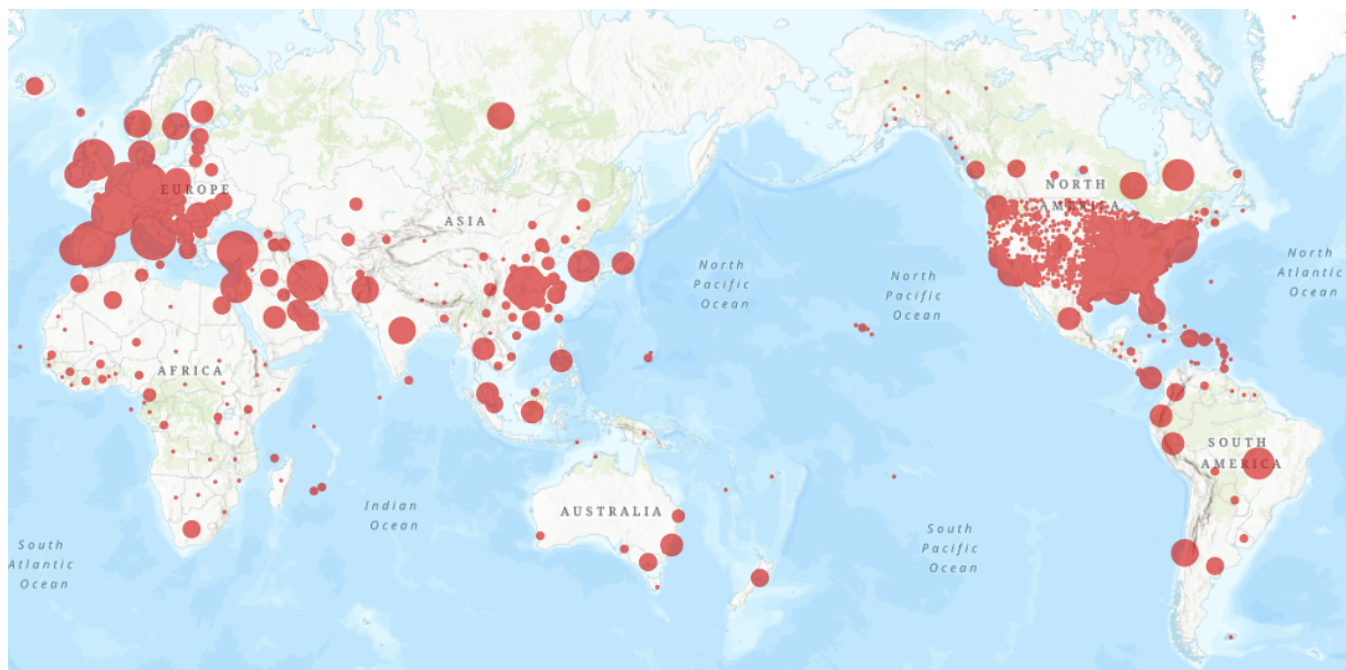 EUROPE
ASIA
NORTH
AMERICA
North
Pacific
Ocean
North
Pacific
Ocean
North
Atlantic
Ocean
AFRICA
SOUTH
AMERICA
Indian
Ocean
AUSTRALIA
South
Pacific
Ocean
South
Atlantic
Ocean